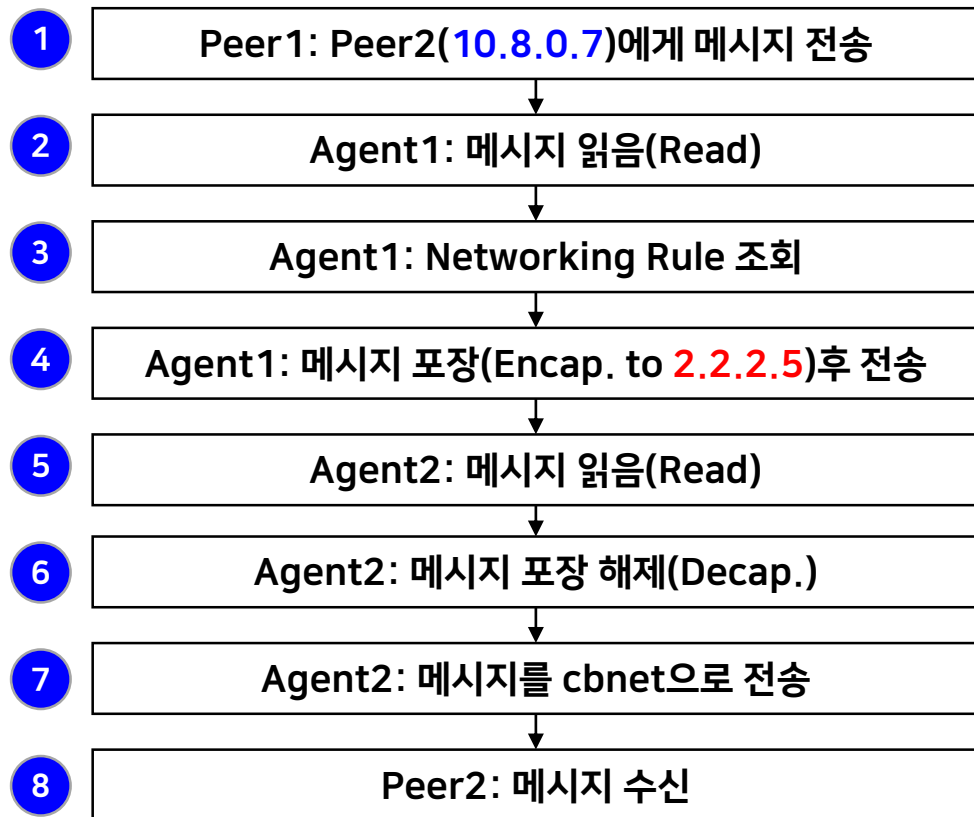 1 Peer1: Peer2(10.8.0.7)에게 메시지 전송
2 Agent1: 메시지 읽음(Read)
3 Agent1: Networking Rule 조회
4 Agent1: 메시지 포장(Encap. to 2.2.2.5)후 전송
5 Agent2: 메시지 읽음(Read)
6 Agent2: 메시지 포장 해제(Decap.)
7 Agent2: 메시지를 cbnet으로 전송
8 Peer2: 메시지 수신